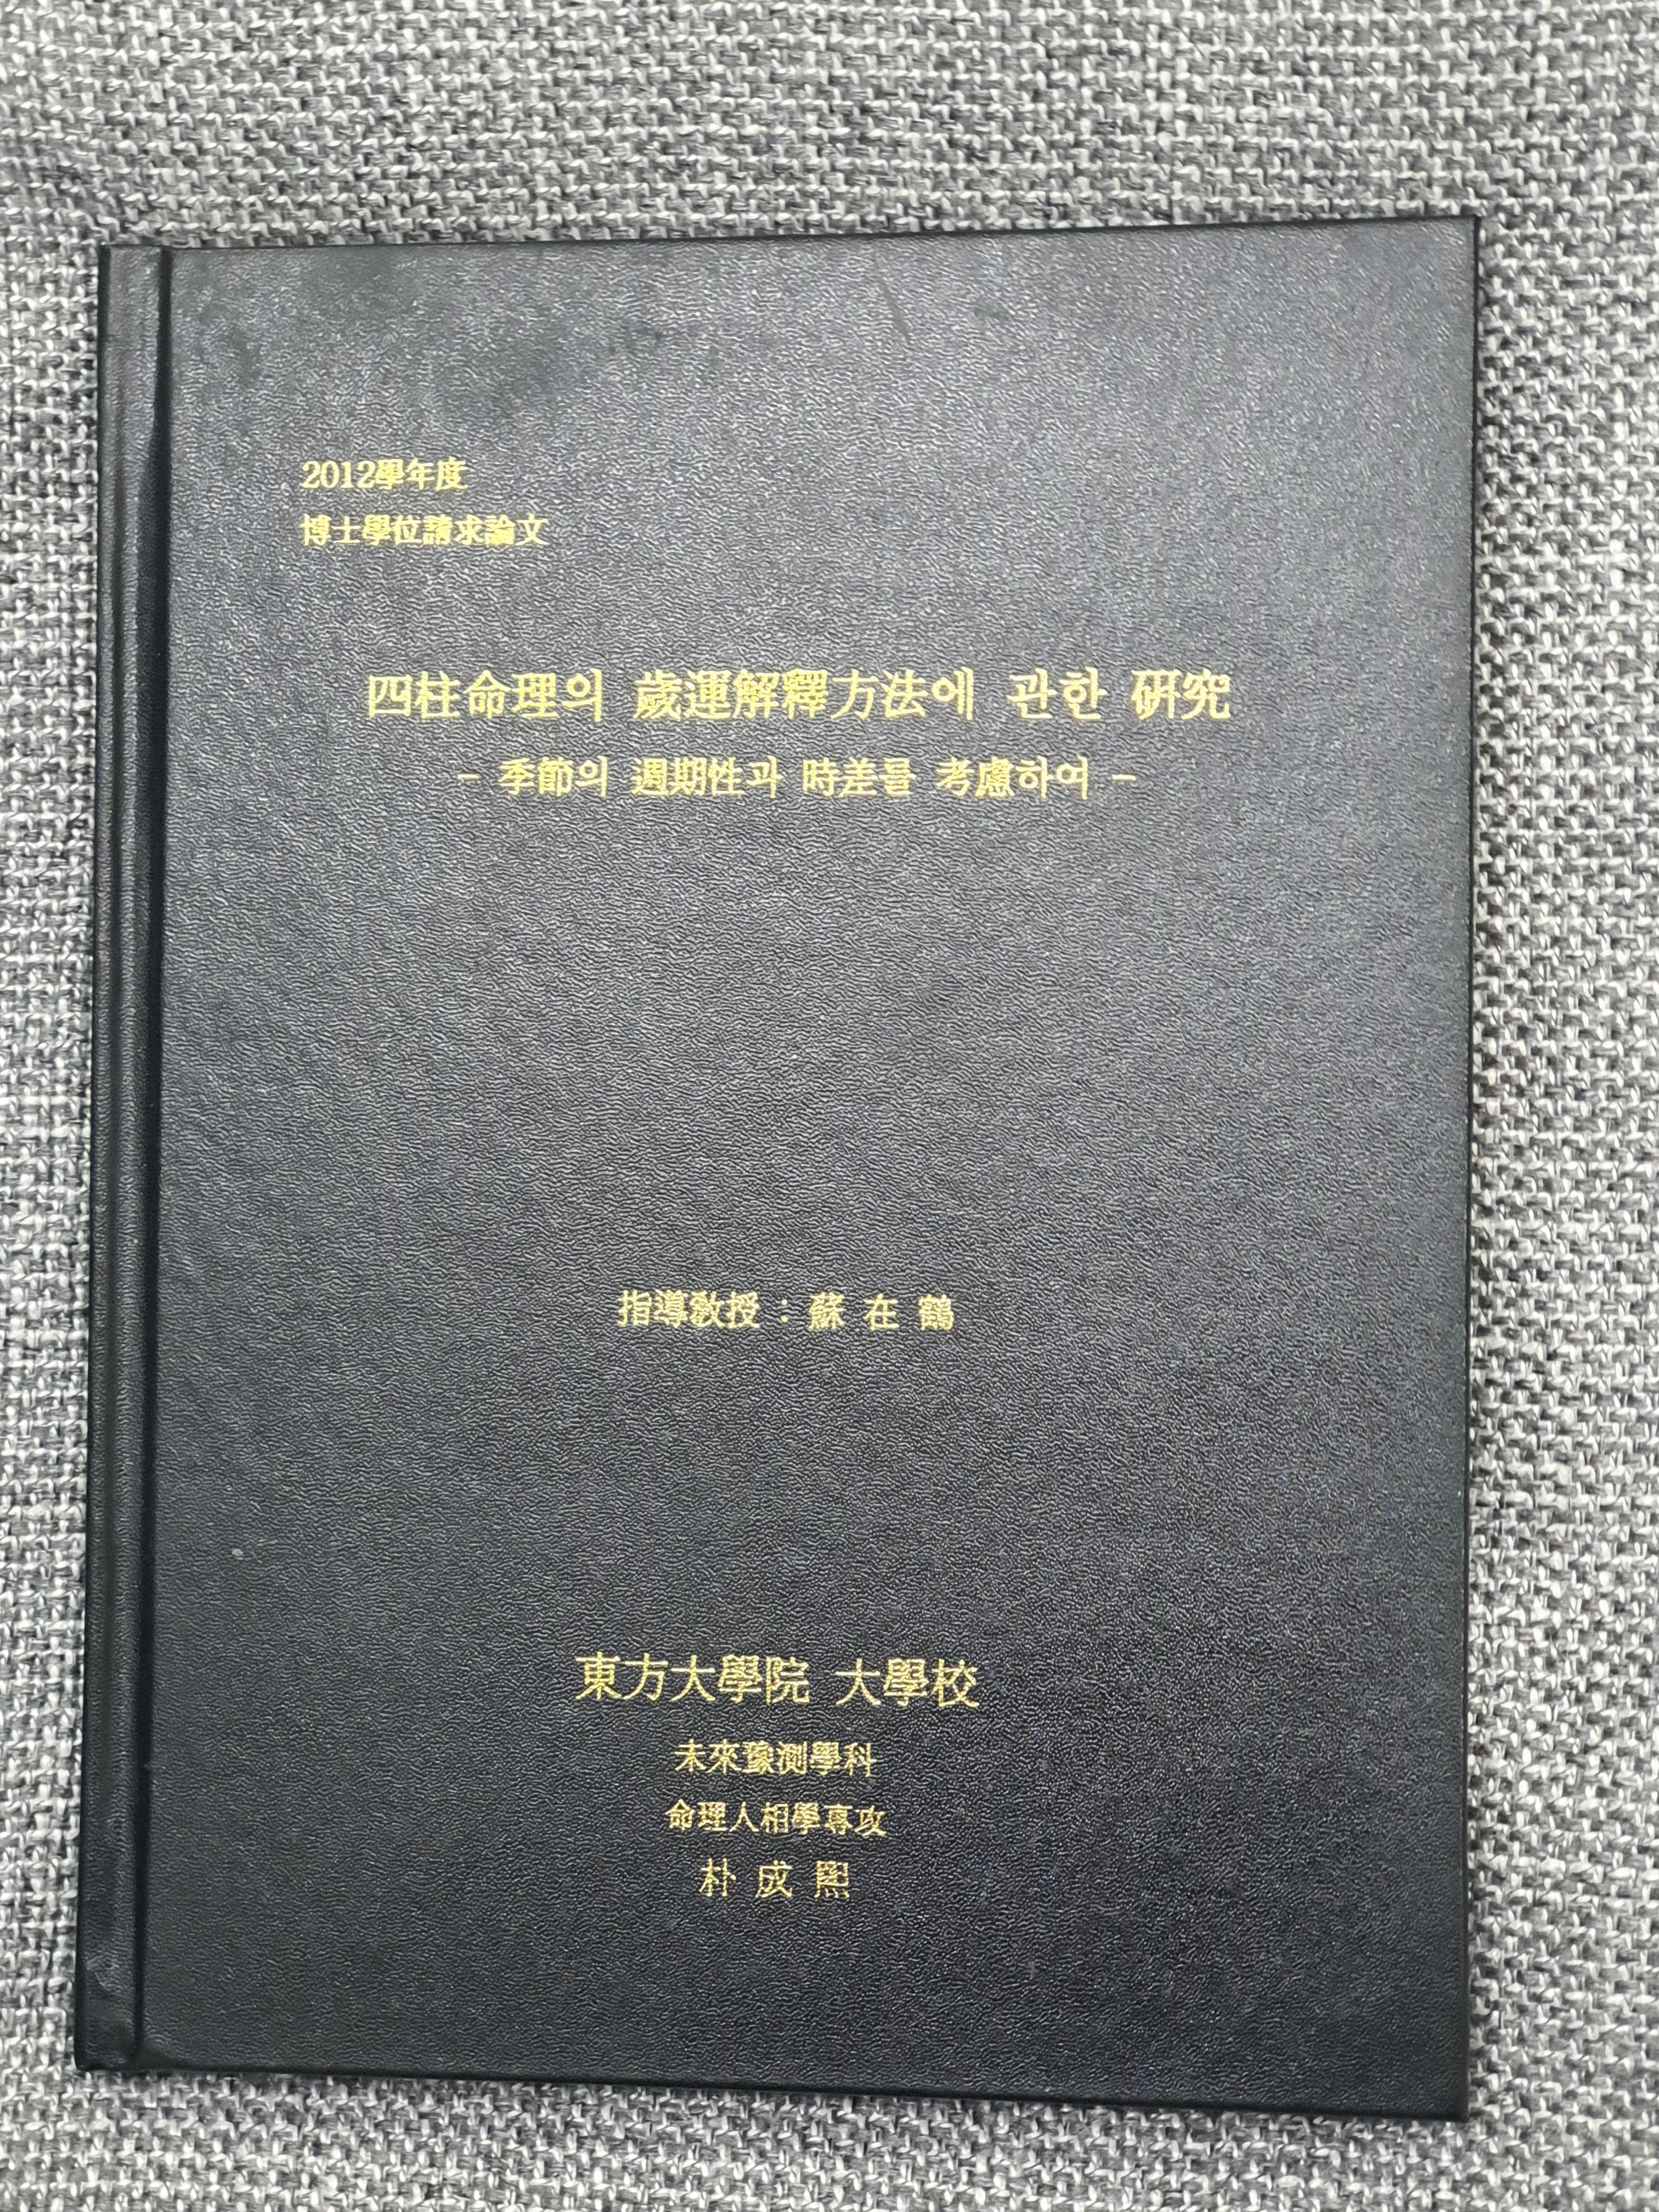 2012學年度
博士學位請求論文
四柱命理의 歲運解釋方法에 관한 硏究
- 季節의 週期性과 時差를 考慮하여 -
指導敎授 : 蘇 在 鶴
東方大學院 大學校
未來豫測學科
命理人相學專攻
朴 成 熙